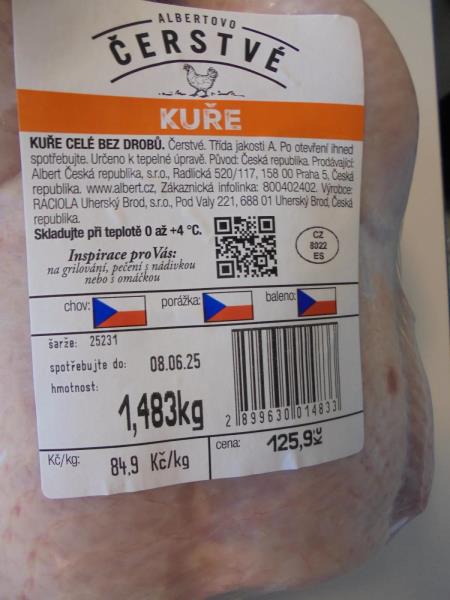 ALBERTOVO
ČERSTVÉ
KUŘE
KUŘE CELÉ BEZ DROBŮ. Čerstvé. Třída jakosti A. Po otevření ihned
spotřebujte. Určeno k tepelné úpravě. Původ: Česká republika. Prodávající:
Albert Česká republika, s.r.o., Radlická 520/117, 158 00 Praha 5, Česká
republika. www.albert.cz, Zákaznická infolinka: 800402402. Výrobce:
RACIOLA Uherský Brod, s.r.o., Pod Valy 221, 688 01 Uherský Brod, Česká
republika.
Skladujte při teplotě 0 až +4 °C.
CZ
8022
ES
Inspirace pro Vás:
na grilování, pečení s nádivkou
nebo s omáčkou
chov: porážka: baleno:
šarže: 25231
spotřebujte do: 08.06.25
hmotnost:
1,483kg
2 899630 014833
Kč/kg: 84,9 Kč/kg
cena: 125,9Kč